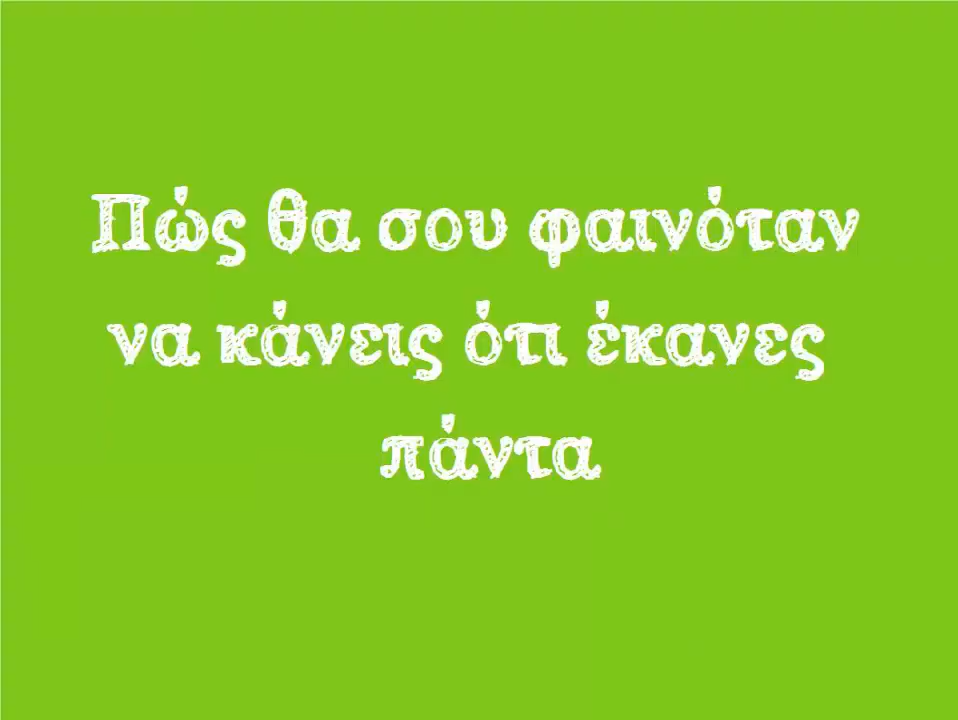 Πώς θα σου φαινόταν
να κάνεις ότι έκανες
πάντα